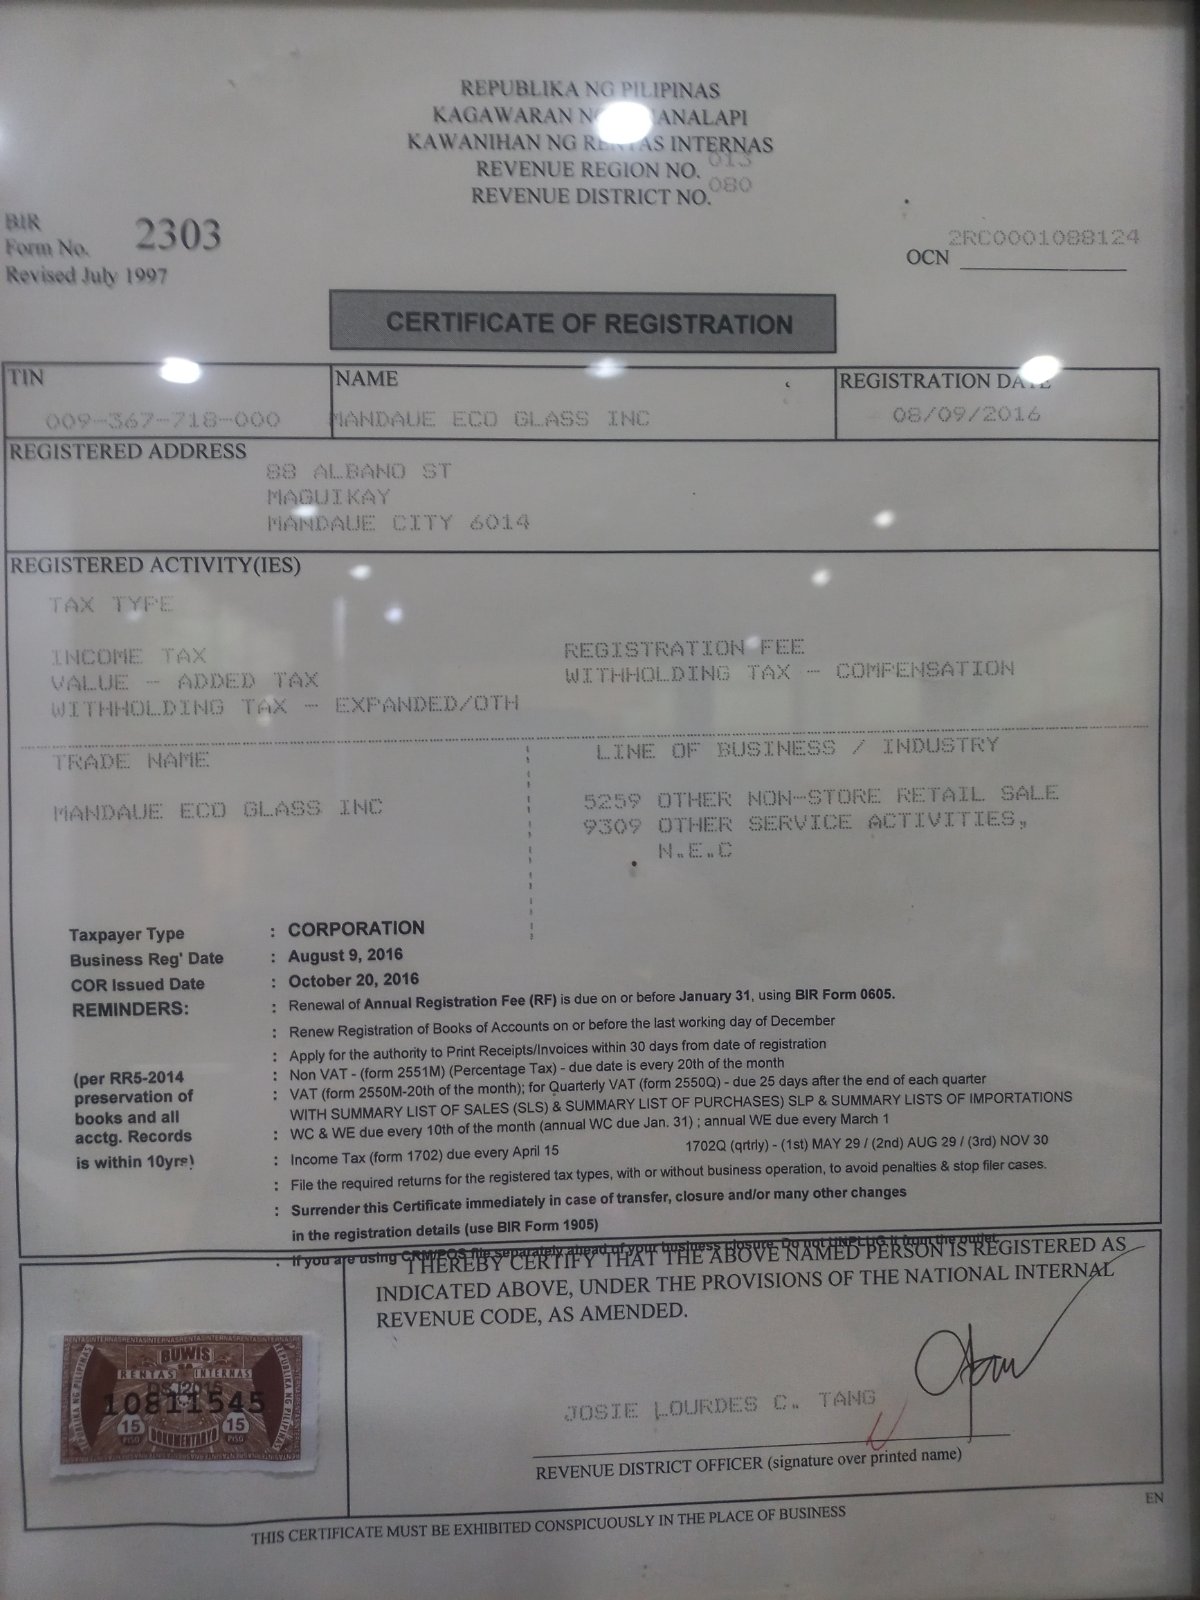 REPUBLIKA NG PILIPINAS
KAGAWARAN NG ANALAPI
KAWANIHAN NG RENTAS INTERNAS
REVENUE REGION NO. 013
REVENUE DISTRICT NO. 080
BIR
Form No. 2303
Revised July 1997
2RC0001088124
OCN
CERTIFICATE OF REGISTRATION
TIN NAME REGISTRATION DATE
009-367-718-000 MANDAUE ECO GLASS INC 08/09/2016
REGISTERED ADDRESS
88 ALBANO ST
MAGUIKAY
MANDAUE CITY 6014
REGISTERED ACTIVITY(IES)
TAX TYPE
INCOME TAX REGISTRATION FEE
VALUE - ADDED TAX WITHHOLDING TAX - COMPENSATION
WITHHOLDING TAX - EXPANDED/OTH
TRADE NAME LINE OF BUSINESS / INDUSTRY
MANDAUE ECO GLASS INC 5259 OTHER NON-STORE RETAIL SALE
9309 OTHER SERVICE ACTIVITIES,
N.E.C
Taxpayer Type : CORPORATION
Business Reg' Date : August 9, 2016
COR Issued Date : October 20, 2016
REMINDERS: : Renewal of Annual Registration Fee (RF) is due on or before January 31, using BIR Form 0605.
: Renew Registration of Books of Accounts on or before the last working day of December
: Apply for the authority to Print Receipts/Invoices within 30 days from date of registration
(per RR5-2014 : Non VAT - (form 2551M) (Percentage Tax) - due date is every 20th of the month
preservation of : VAT (form 2550M-20th of the month); for Quarterly VAT (form 2550Q) - due 25 days after the end of each quarter
books and all WITH SUMMARY LIST OF SALES (SLS) & SUMMARY LIST OF PURCHASES) SLP & SUMMARY LISTS OF IMPORTATIONS
acctg. Records : WC & WE due every 10th of the month (annual WC due Jan. 31) ; annual WE due every March 1
is within 10yrs) : Income Tax (form 1702) due every April 15 1702Q (qrtrly) - (1st) MAY 29 / (2nd) AUG 29 / (3rd) NOV 30
: File the required returns for the registered tax types, with or without business operation, to avoid penalties & stop filer cases.
: Surrender this Certificate immediately in case of transfer, closure and/or many other changes
in the registration details (use BIR Form 1905)
: If you are using CRM/POS file separately ahead of your business closure. Do not UNPLUG it from the outlet.
I HEREBY CERTIFY THAT THE ABOVE NAMED PERSON IS REGISTERED AS
INDICATED ABOVE, UNDER THE PROVISIONS OF THE NATIONAL INTERNAL
REVENUE CODE, AS AMENDED.
BUWIS
RENTAS INTERNAS
REPUBLIKA NG PILIPINAS
10811545
15 15
PISO PISO
DOKUMENTARYO
JOSIE LOURDES C. TANG
REVENUE DISTRICT OFFICER (signature over printed name)
EN
THIS CERTIFICATE MUST BE EXHIBITED CONSPICUOUSLY IN THE PLACE OF BUSINESS